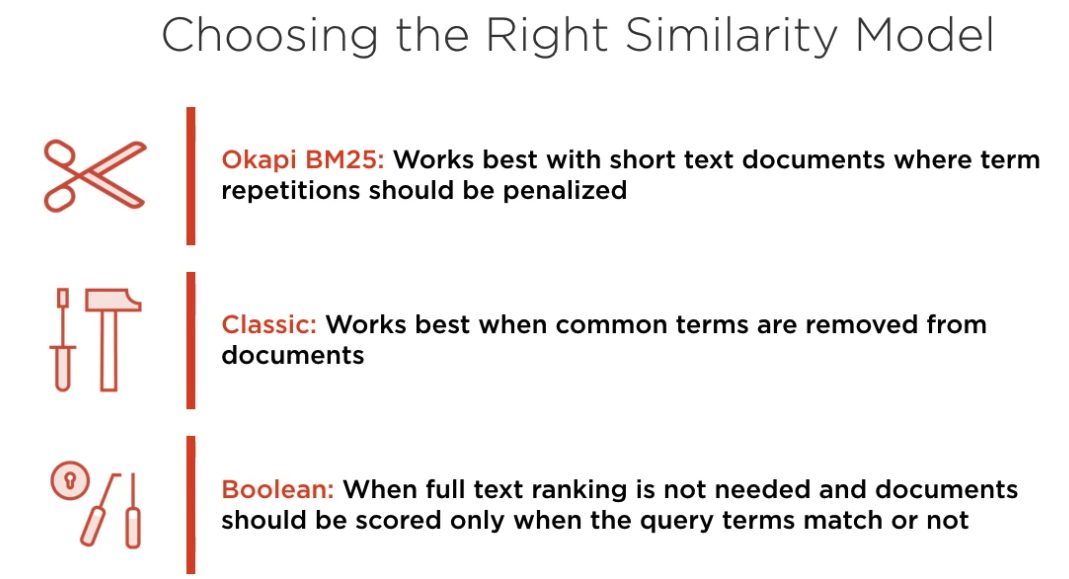 Choosing the Right Similarity Model
Okapi BM25: Works best with short text documents where term
repetitions should be penalized
Classic: Works best when common terms are removed from
documents
Boolean: When full text ranking is not needed and documents
should be scored only when the query terms match or not